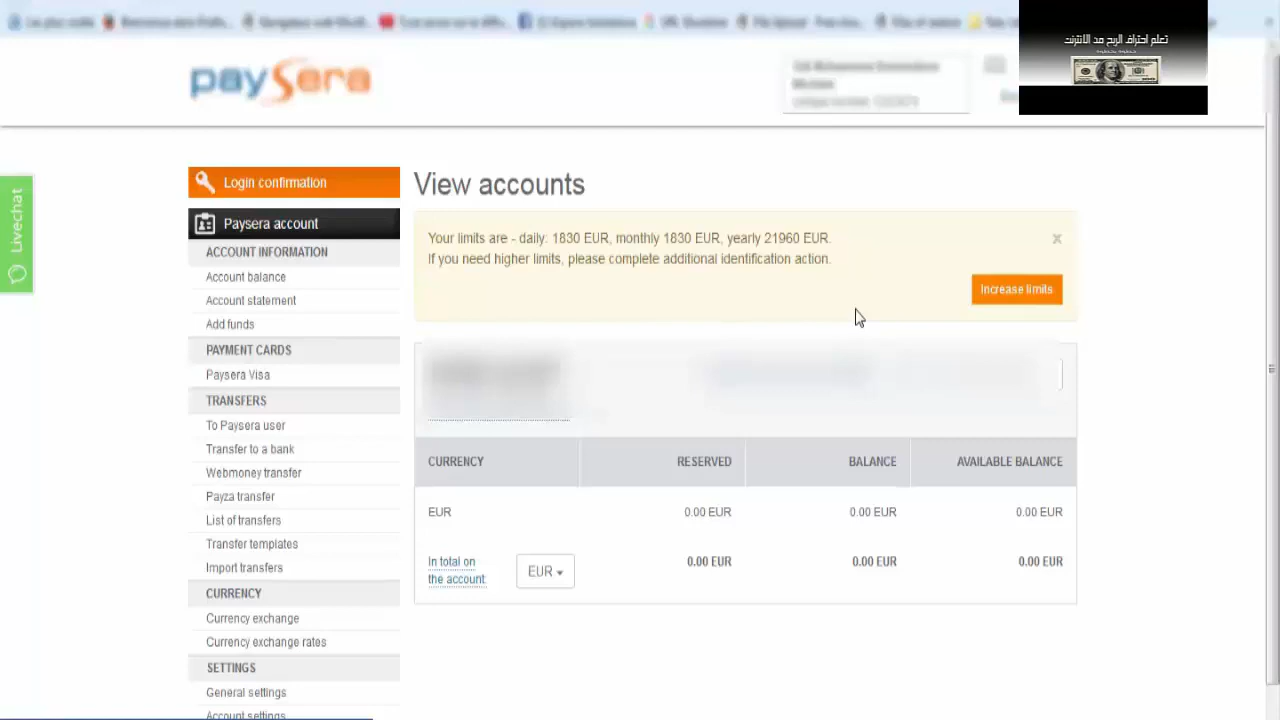 تعلم احتراف الربح مد الانترنت
paysera
Livechat
Login confirmation
Paysera account
ACCOUNT INFORMATION
Account balance
Account statement
Add funds
PAYMENT CARDS
Paysera Visa
TRANSFERS
To Paysera user
Transfer to a bank
Webmoney transfer
Payza transfer
List of transfers
Transfer templates
Import transfers
CURRENCY
Currency exchange
Currency exchange rates
SETTINGS
General settings
Account settings
View accounts
Your limits are - daily: 1830 EUR, monthly 1830 EUR, yearly 21960 EUR.
If you need higher limits, please complete additional identification action.
Increase limits
CURRENCY RESERVED BALANCE AVAILABLE BALANCE
EUR 0.00 EUR 0.00 EUR 0.00 EUR
In total on
the account EUR 0.00 EUR 0.00 EUR 0.00 EUR